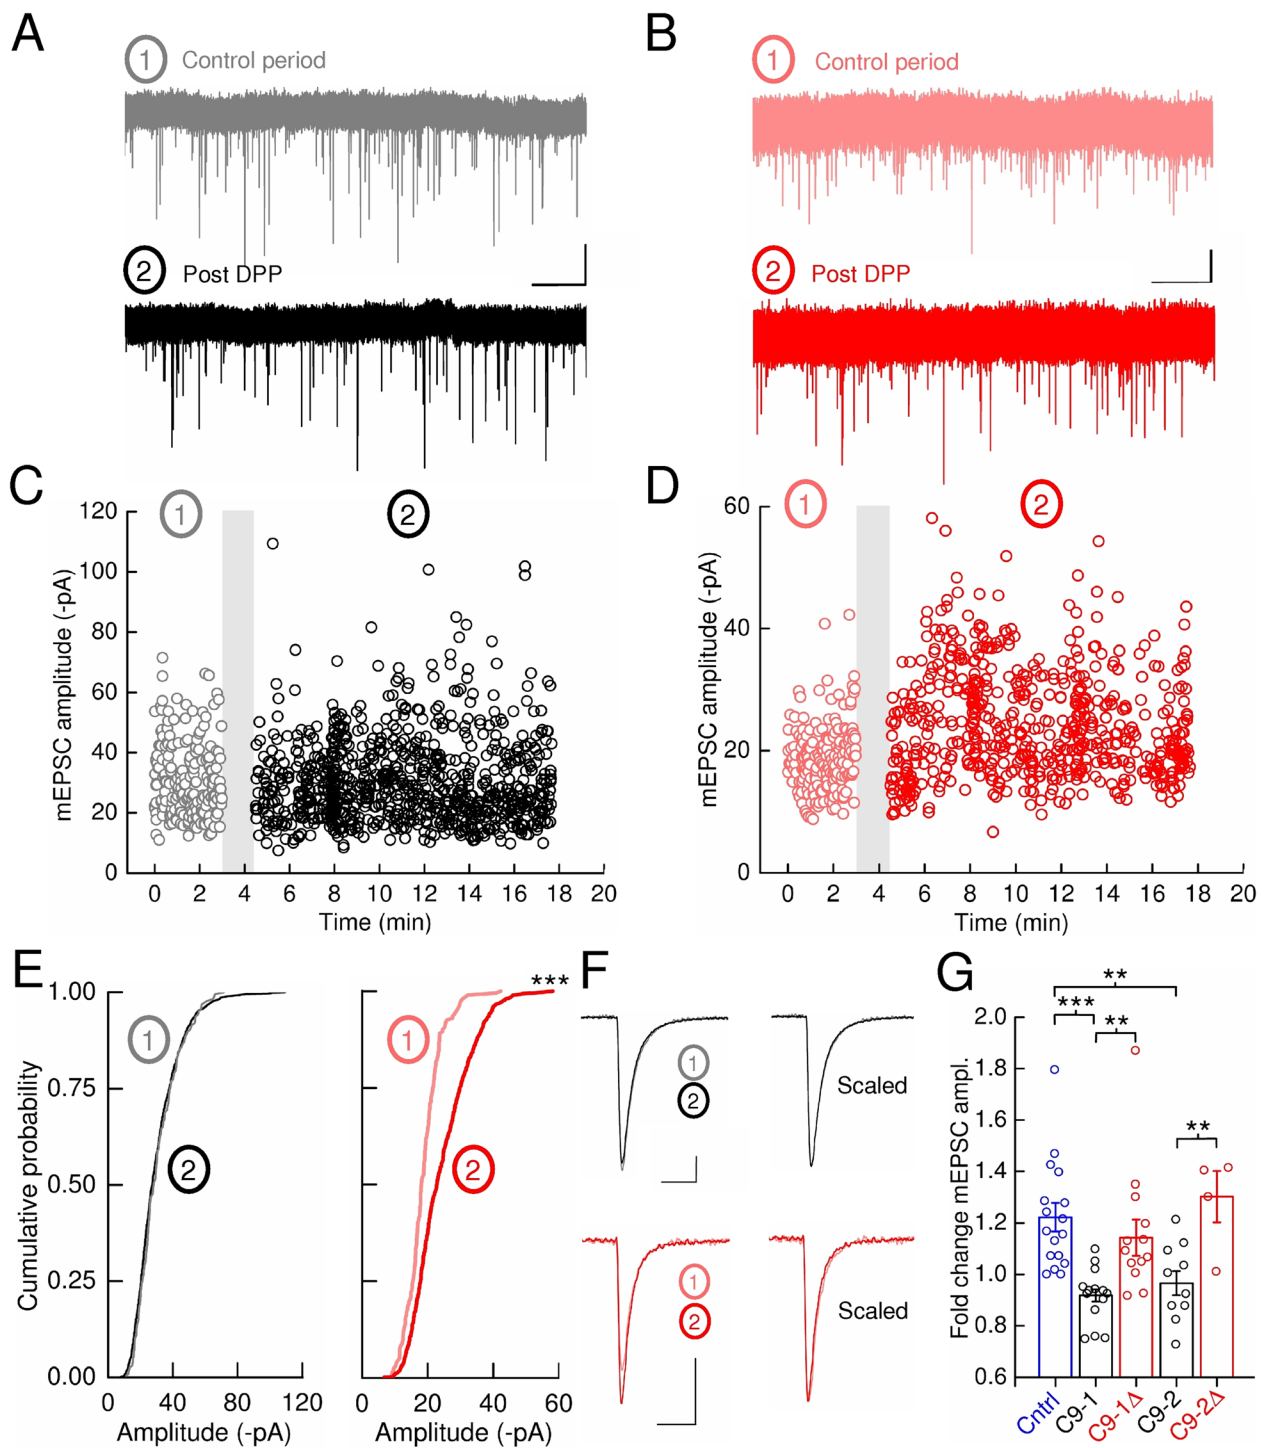 A
B
1 Control period
1 Control period
2 Post DPP
2 Post DPP
C
D
1
2
1
2
mEPSC amplitude (-pA)
120
100
80
60
40
20
0
0 2 4 6 8 10 12 14 16 18 20
Time (min)
mEPSC amplitude (-pA)
60
40
20
0
0 2 4 6 8 10 12 14 16 18 20
Time (min)
E
Cumulative probability
1.00
0.75
0.50
0.25
0.00
1
2
0 40 80 120
Amplitude (-pA)
***
1
2
0 20 40 60
Amplitude (-pA)
F
1
2
Scaled
1
2
Scaled
G
**
***
**
**
Fold change mEPSC ampl.
2.0
1.8
1.6
1.4
1.2
1.0
0.8
0.6
Cntrl
C9-1
C9-1Δ
C9-2
C9-2Δ